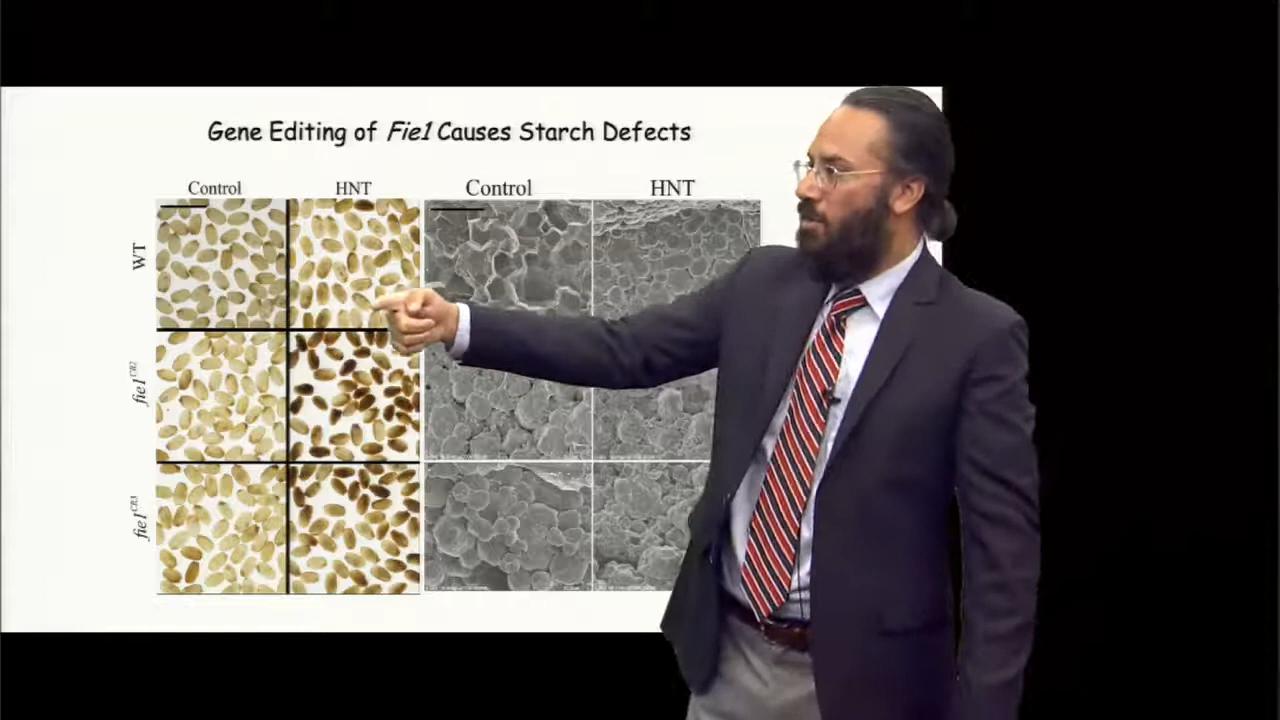 Gene Editing of Fie1 Causes Starch Defects
Control HNT Control HNT
WT
fie1CR2
fie1CR3